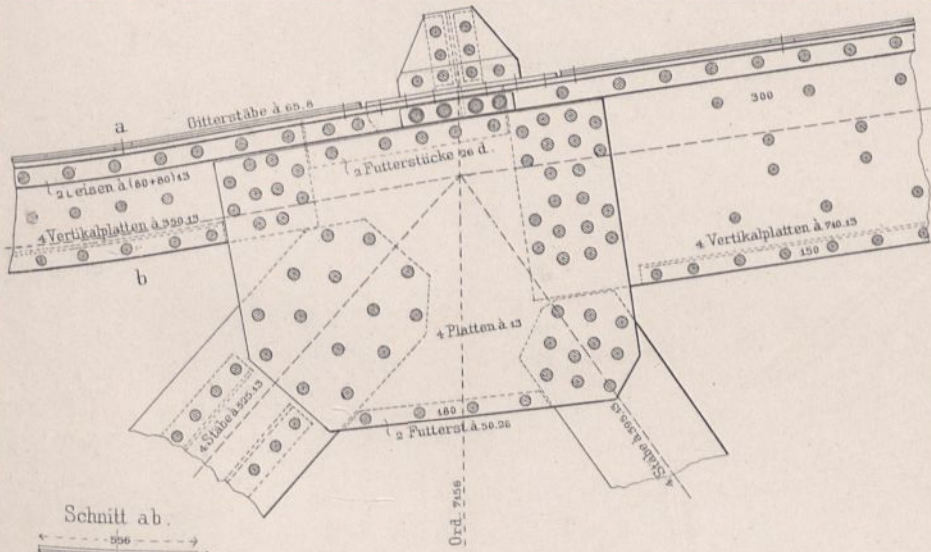 a
Gitterstäbe à 65.8
300
2 Futterstücke 26 d.
2 L eisen à (80+80) 13
4 Vertikalplatten à 350.13
4 Vertikalplatten à 740.13
150
b
4 Platten à 13
4 Stäbe à 525.13
180
2 Futterst. à 50.26
4 Stäbe à 395.13
Ord. 7156
Schnitt ab.
556